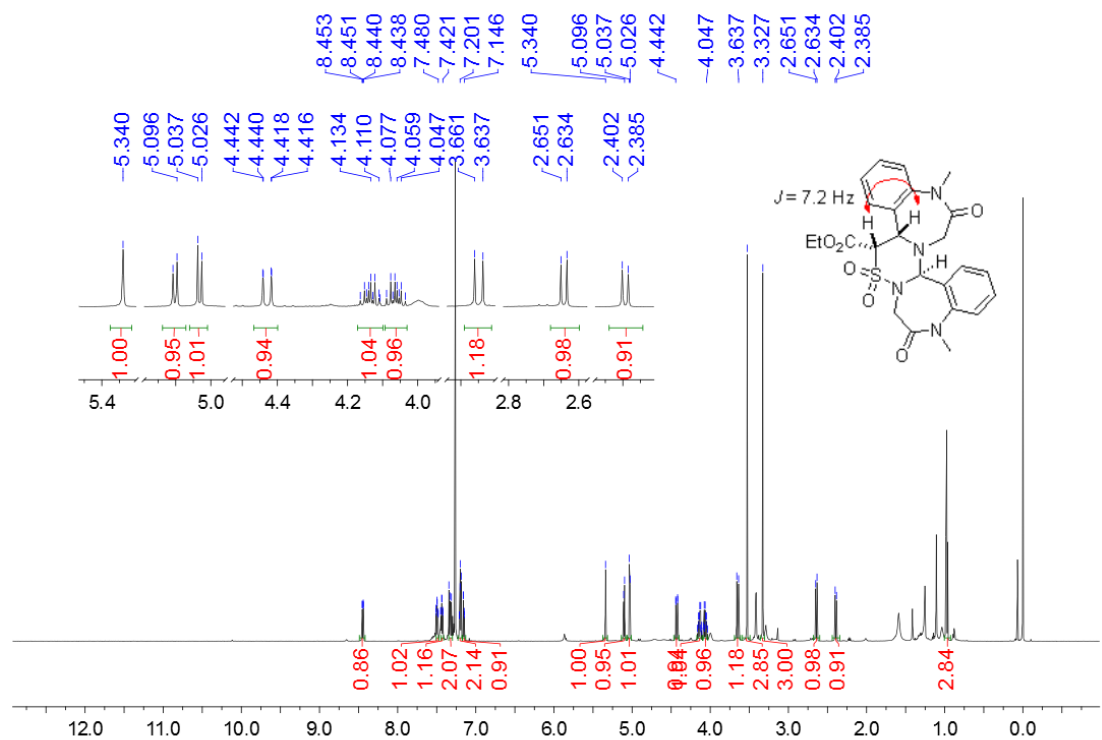 8.453 8.451 8.440 8.438 7.480 7.421 7.201 7.146 5.340 5.096 5.037 5.026 4.442 4.047 3.637 3.327 2.651 2.634 2.402 2.385
5.340 5.096 5.037 5.026 4.442 4.440 4.418 4.416 4.134 4.110 4.077 4.059 4.047 3.661 3.637 2.651 2.634 2.402 2.385
J = 7.2 Hz
N
O
H H
EtO₂C
N
H
O S N
O
O N
1.00 0.95 1.01 0.94 1.04 0.96 1.18 0.98 0.91
5.4 5.0 4.4 4.2 4.0 2.8 2.6
0.86 1.02 1.16 2.07 2.14 0.91 1.00 0.95 1.01 0.94 1.04 0.96 1.18 2.85 3.00 0.98 0.91 2.84
12.0 11.0 10.0 9.0 8.0 7.0 6.0 5.0 4.0 3.0 2.0 1.0 0.0